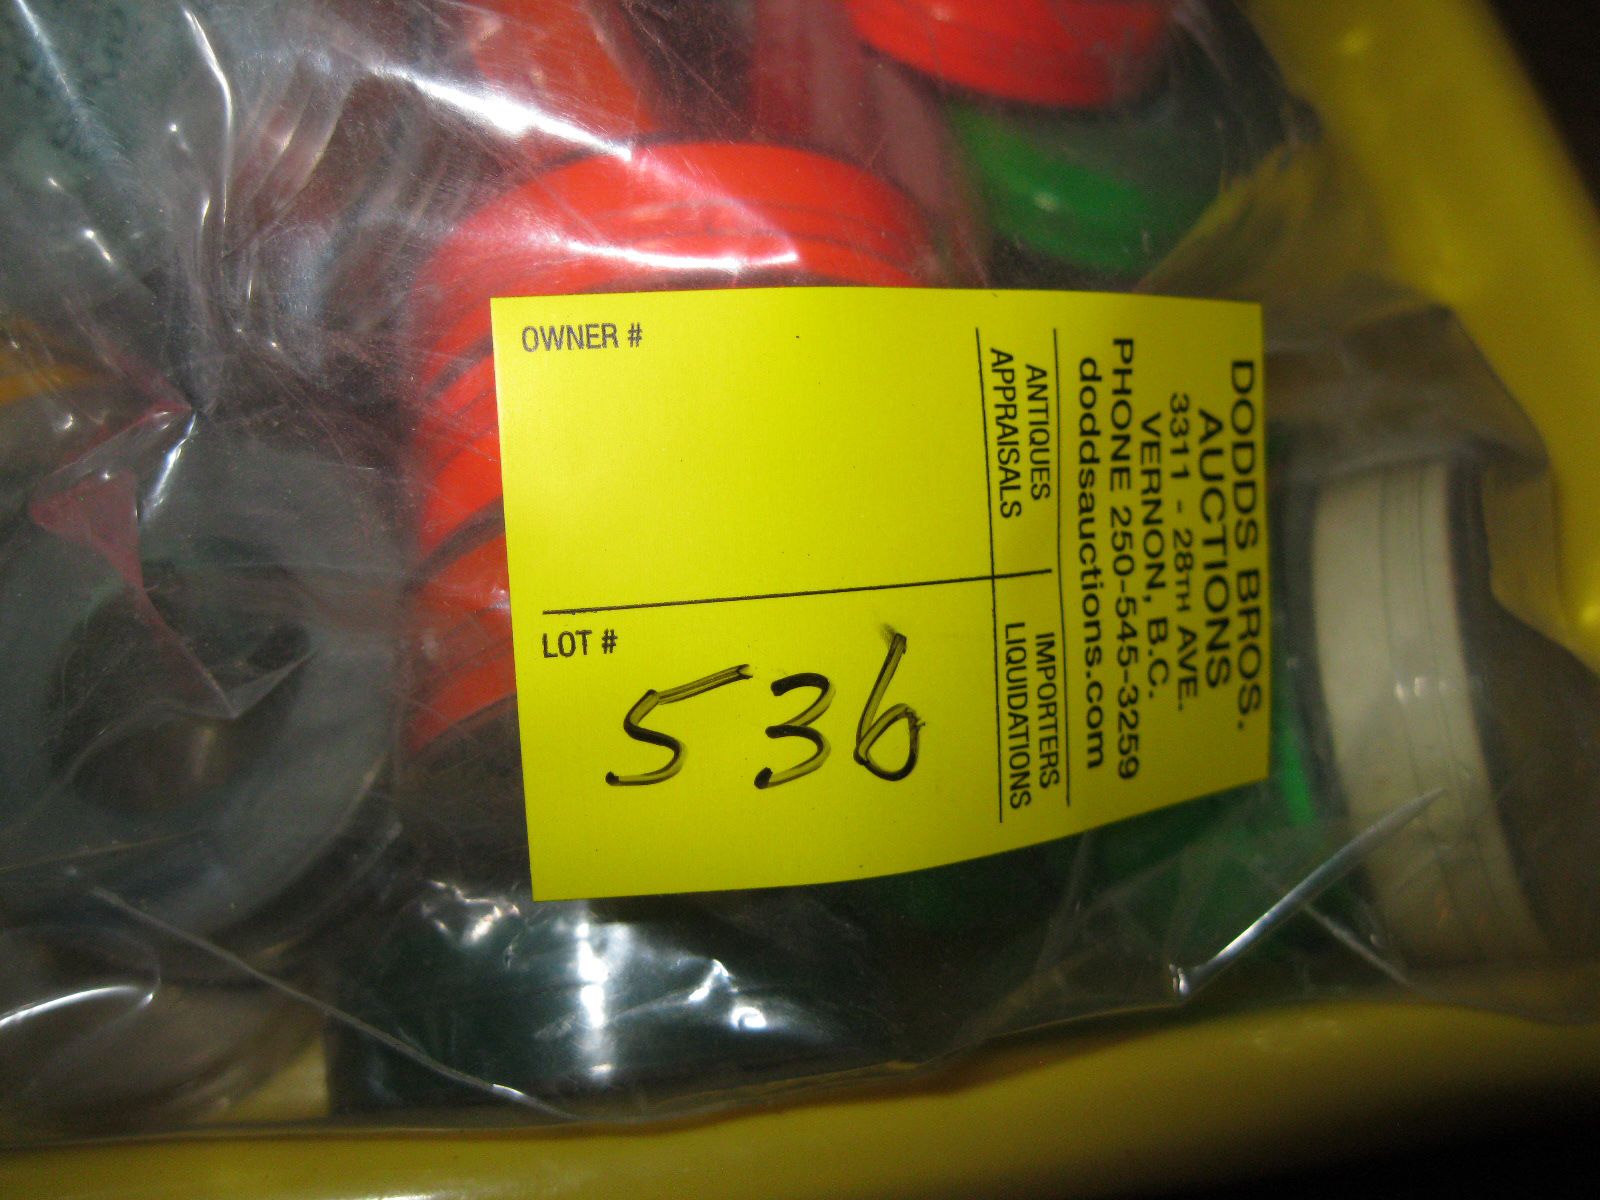 OWNER #
LOT #
536
DODDS BROS.
AUCTIONS
3311 - 28TH AVE.
VERNON, B.C.
PHONE 250-545-3259
doddsauctions.com
ANTIQUES
APPRAISALS
IMPORTERS
LIQUIDATIONS